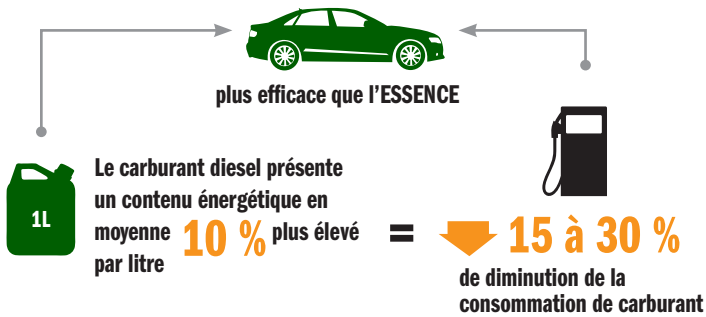 plus efficace que l'ESSENCE
1L
Le carburant diesel présente
un contenu énergétique en
moyenne 10 % plus élevé
par litre
=
15 à 30 %
de diminution de la
consommation de carburant